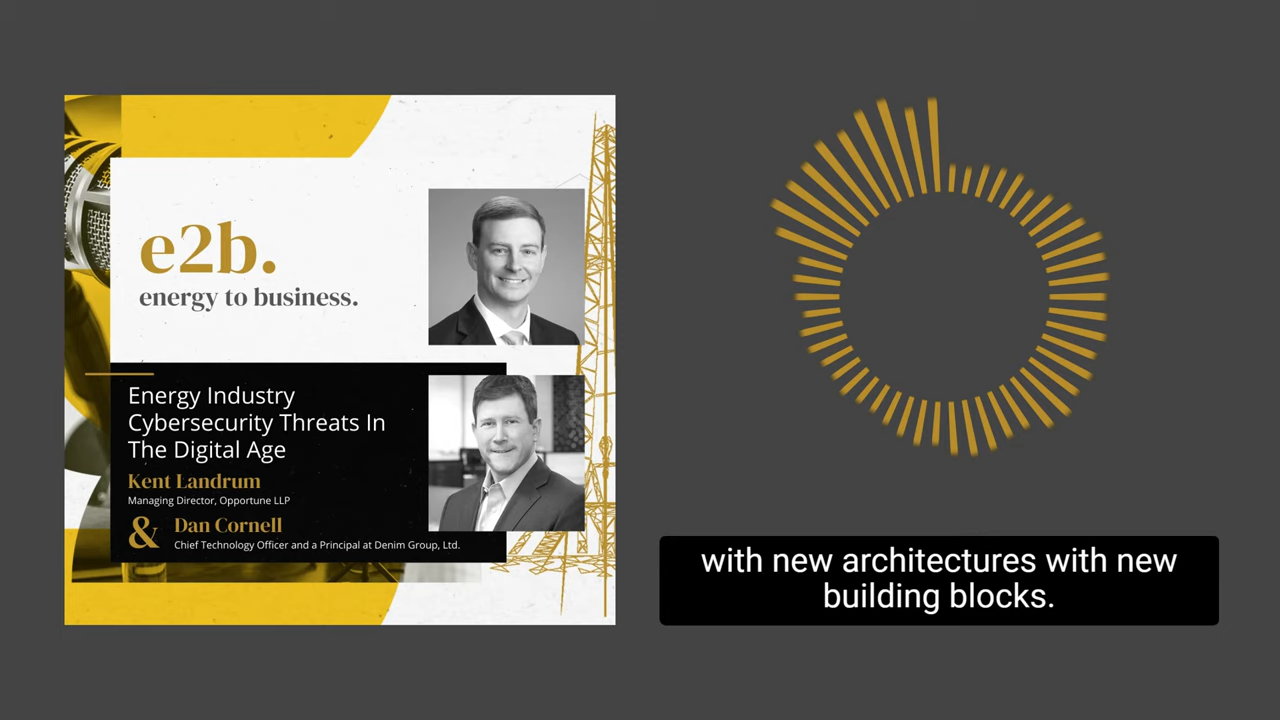 e2b.
energy to business.
Energy Industry
Cybersecurity Threats In
The Digital Age
Kent Landrum
Managing Director, Opportune LLP
& Dan Cornell
Chief Technology Officer and a Principal at Denim Group, Ltd.
with new architectures with new
building blocks.